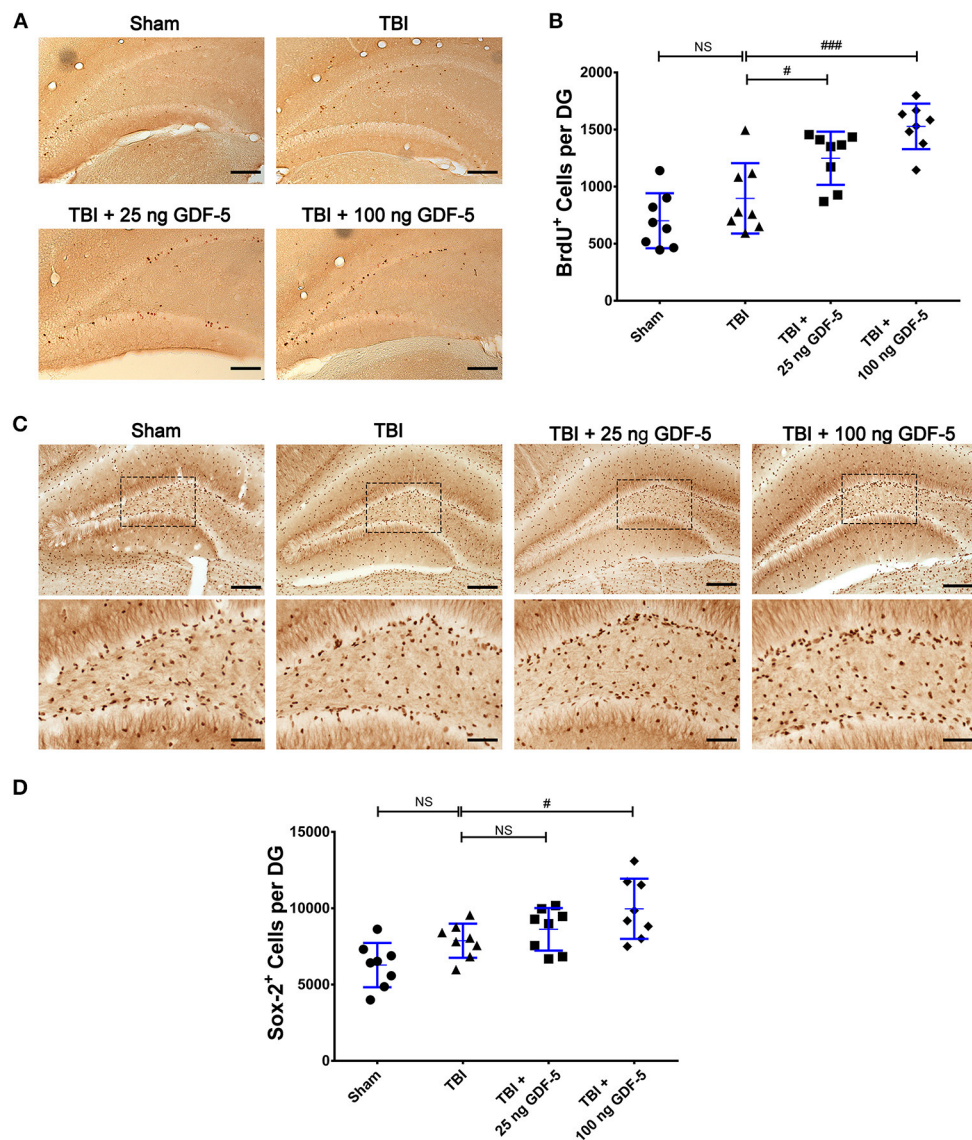 A
Sham
TBI
TBI + 25 ng GDF-5
TBI + 100 ng GDF-5
B
NS
###
#
2000
1500
1000
500
0
BrdU⁺ Cells per DG
Sham
TBI
TBI +
25 ng GDF-5
TBI +
100 ng GDF-5
C
Sham
TBI
TBI + 25 ng GDF-5
TBI + 100 ng GDF-5
D
NS
#
NS
15000
10000
5000
0
Sox-2⁺ Cells per DG
Sham
TBI
TBI +
25 ng GDF-5
TBI +
100 ng GDF-5